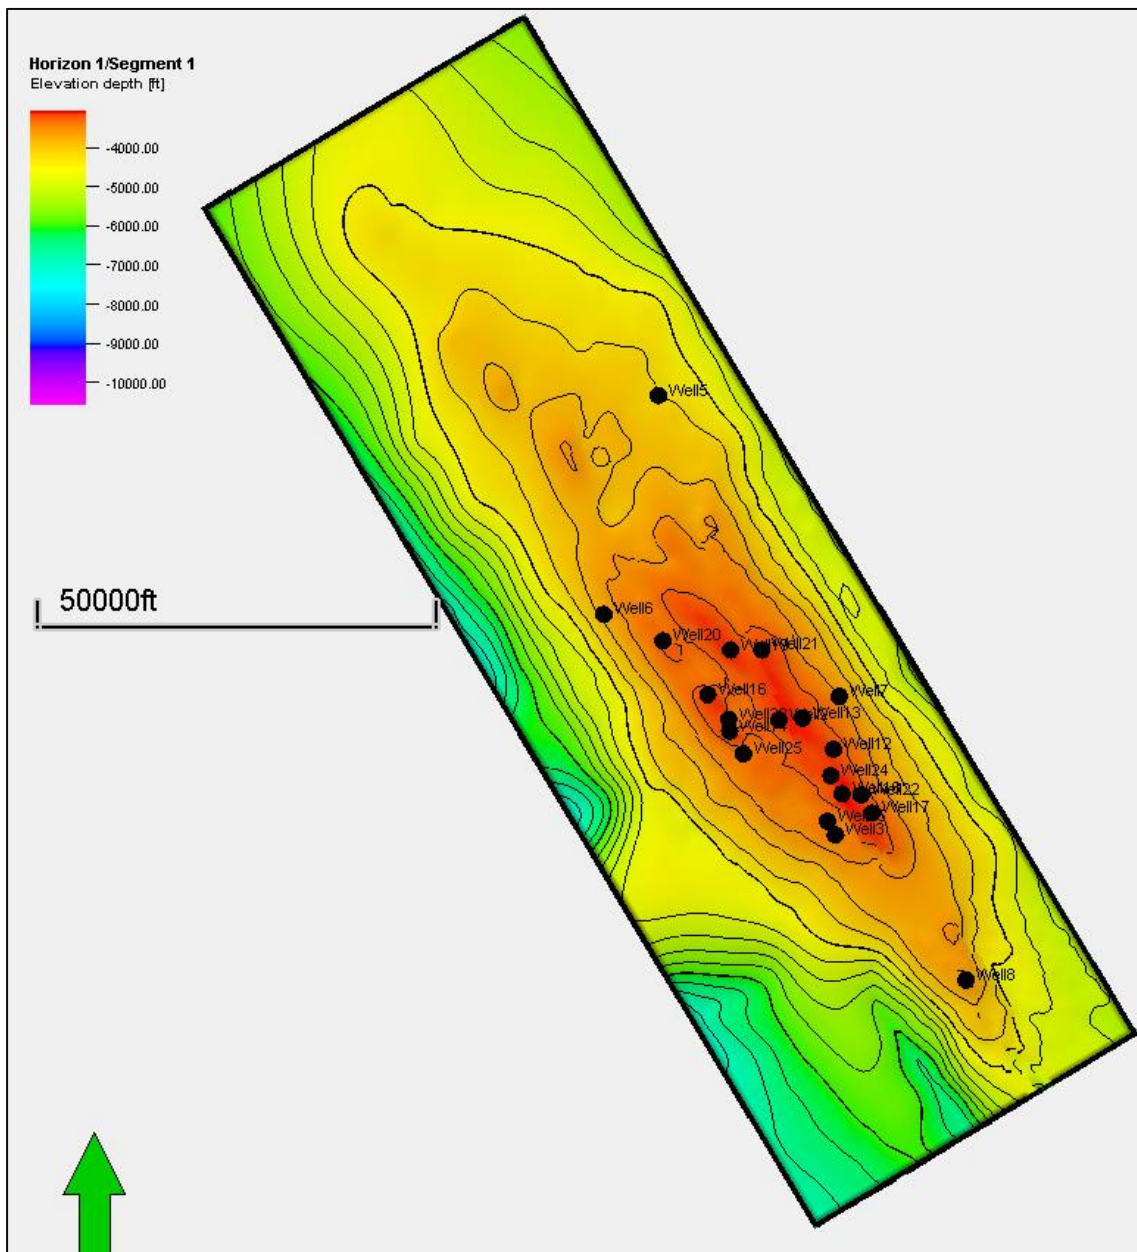 Horizon 1/Segment 1
Elevation depth [ft]
-4000.00
-5000.00
-6000.00
-7000.00
-8000.00
-9000.00
-10000.00
50000ft
Well5
Well6
Well20
Well21
Well16
Well7
Well13
Well25
Well12
Well24
Well22
Well17
Well3
Well8